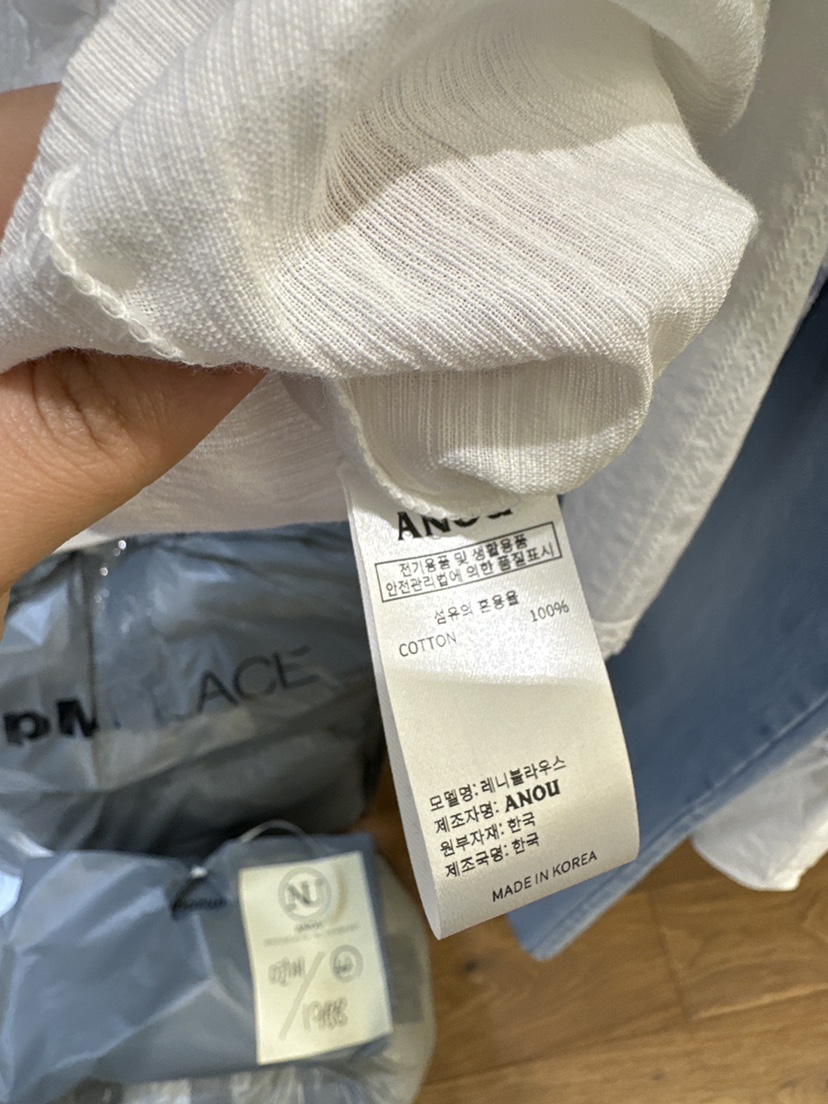 ANOU
전기용품 및 생활용품
안전관리법에 의한 품질표시
섬유의 혼용율
COTTON 100%
모델명: 레니블라우스
제조자명: ANOU
원부자재: 한국
제조국명: 한국
MADE IN KOREA
NU